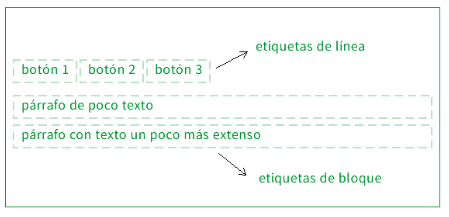 etiquetas de línea
botón 1 botón 2 botón 3
párrafo de poco texto
párrafo con texto un poco más extenso
etiquetas de bloque